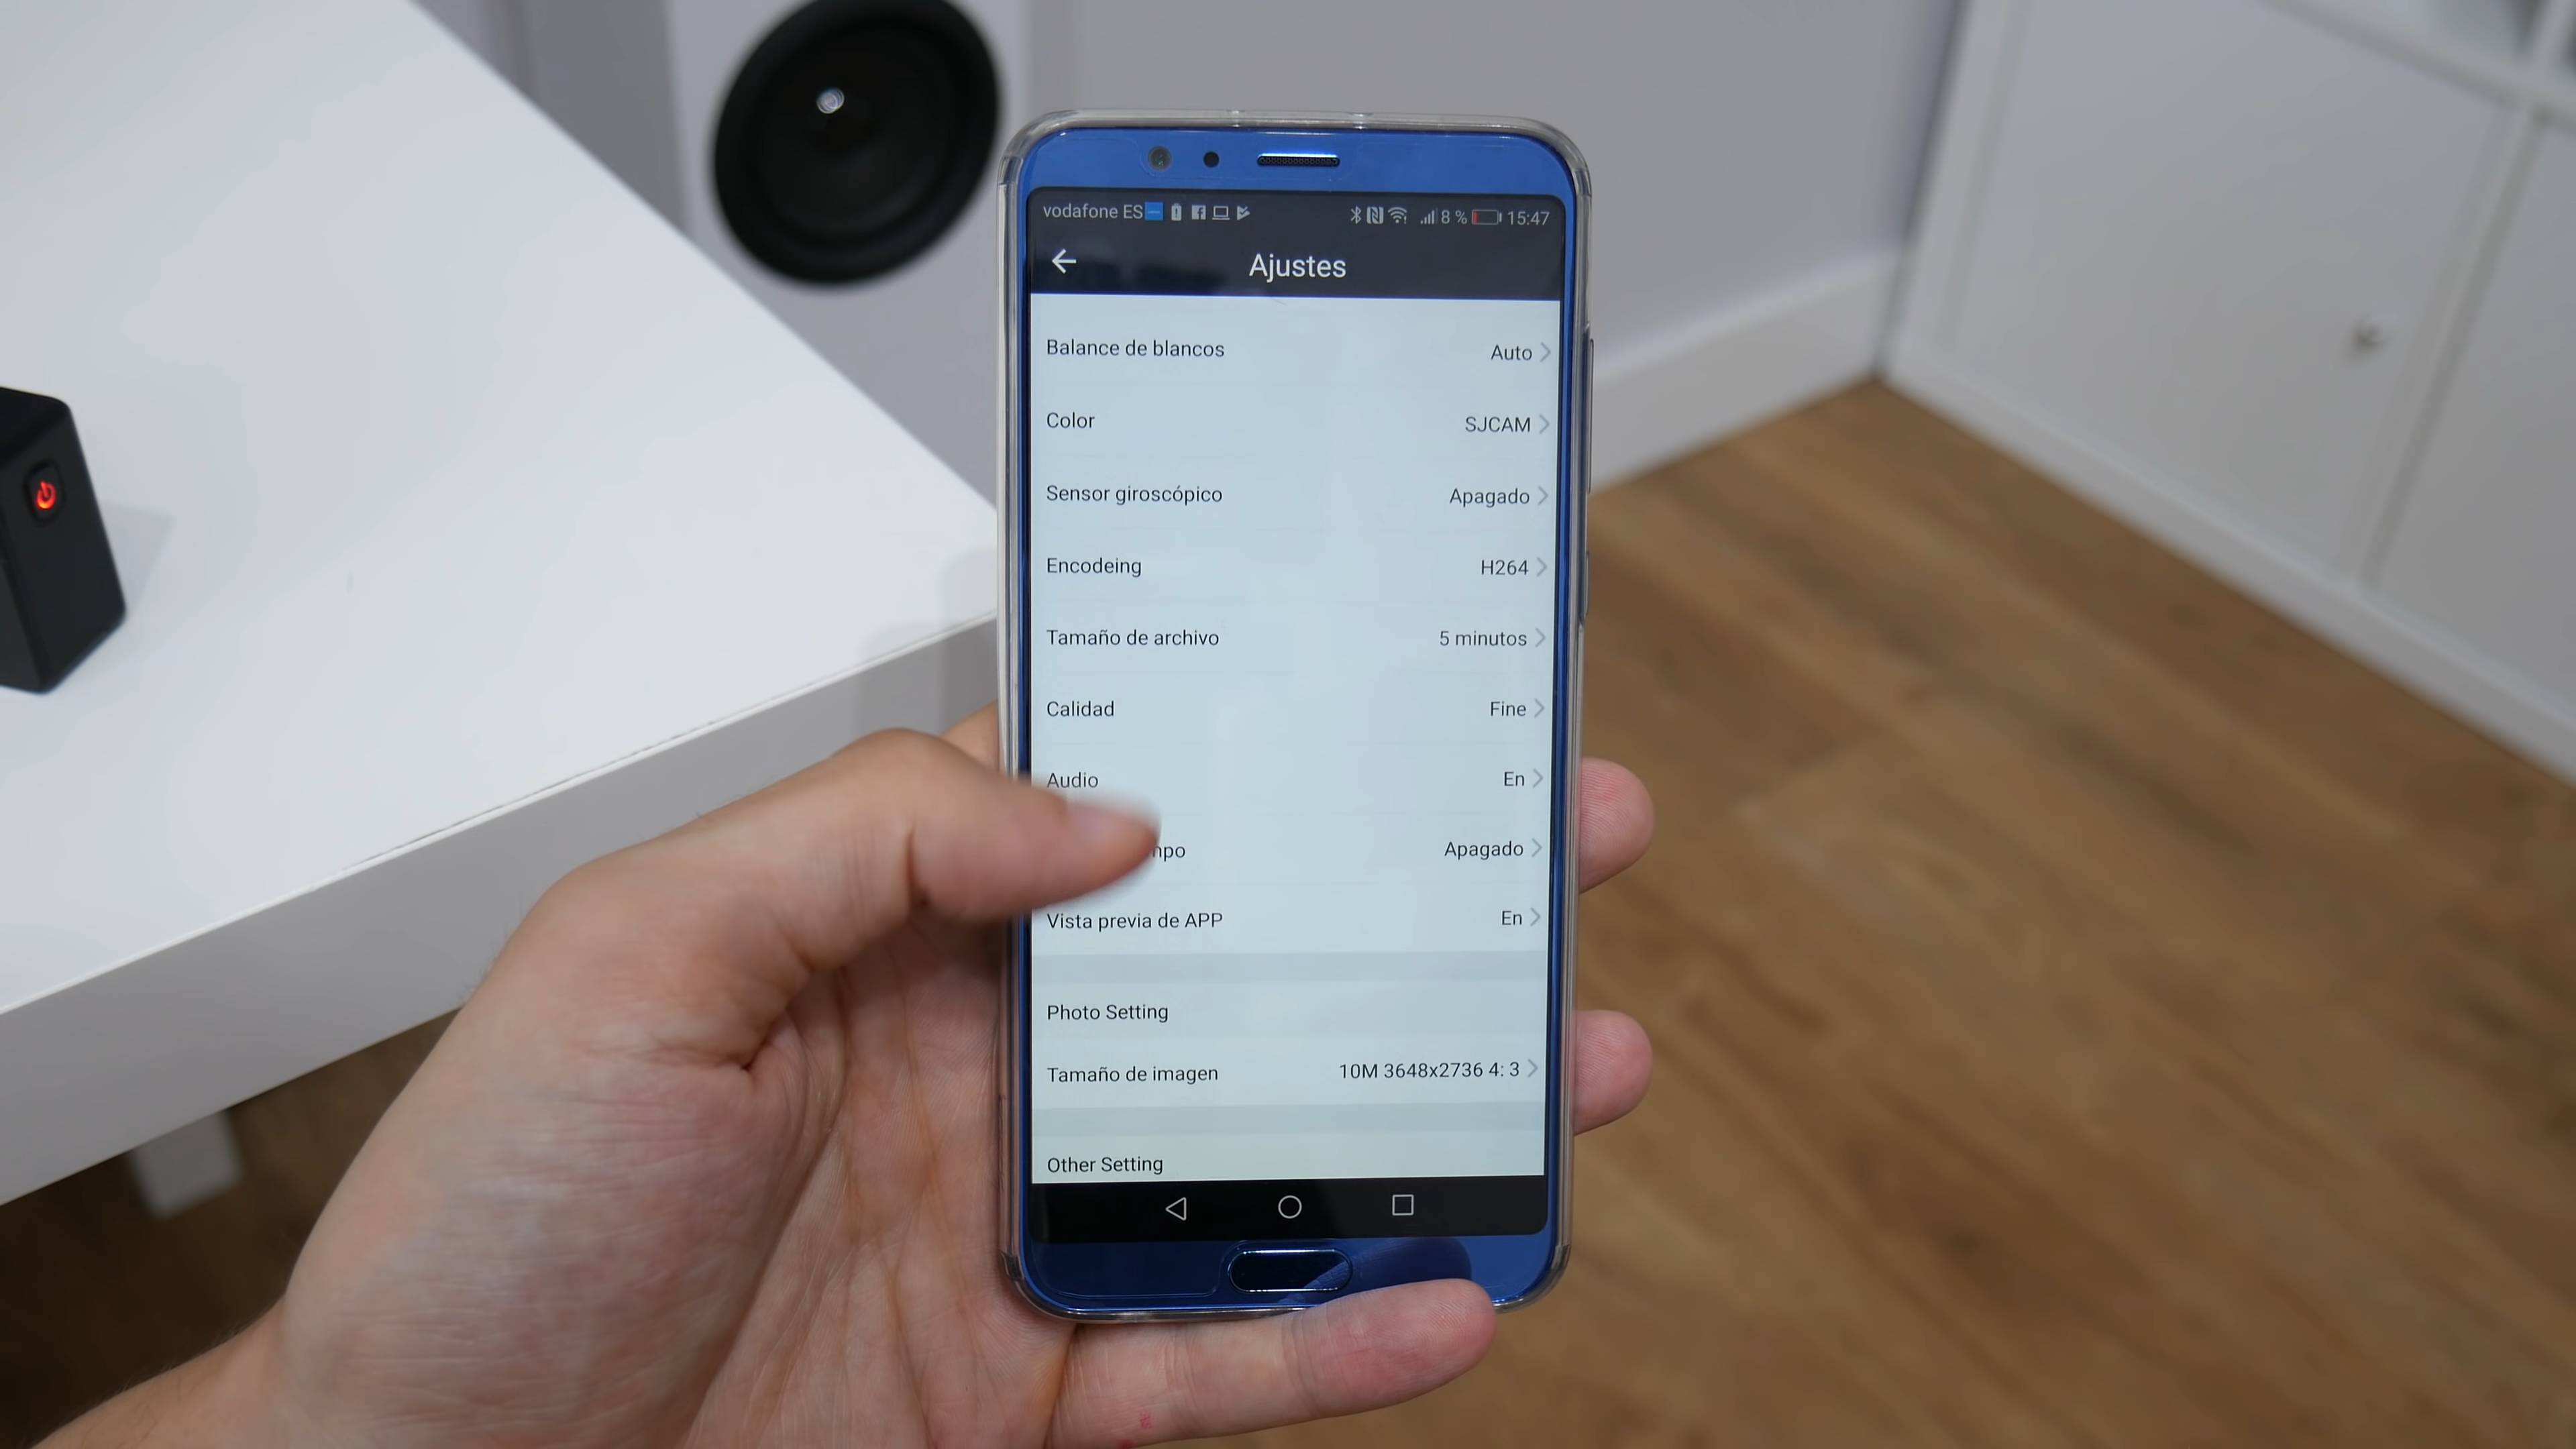 vodafone ES 8 % 15:47
Ajustes
Balance de blancos Auto
Color SJCAM
Sensor giroscópico Apagado
Encodeing H264
Tamaño de archivo 5 minutos
Calidad Fine
Audio En
Apagado
Vista previa de APP En
Photo Setting
Tamaño de imagen 10M 3648x2736 4: 3
Other Setting